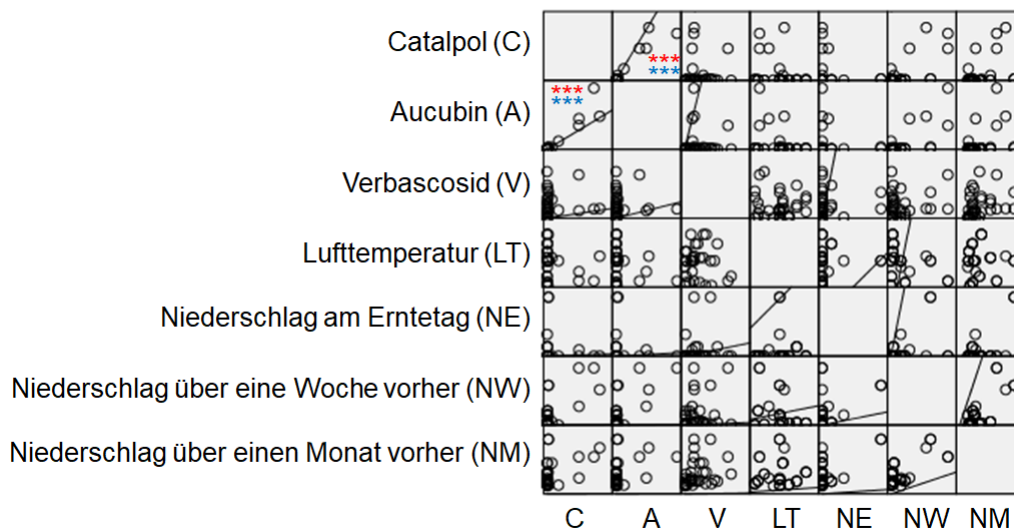 Catalpol (C)
***
***
***
***
Aucubin (A)
Verbascosid (V)
Lufttemperatur (LT)
Niederschlag am Erntetag (NE)
Niederschlag über eine Woche vorher (NW)
Niederschlag über einen Monat vorher (NM)
C A V LT NE NW NM